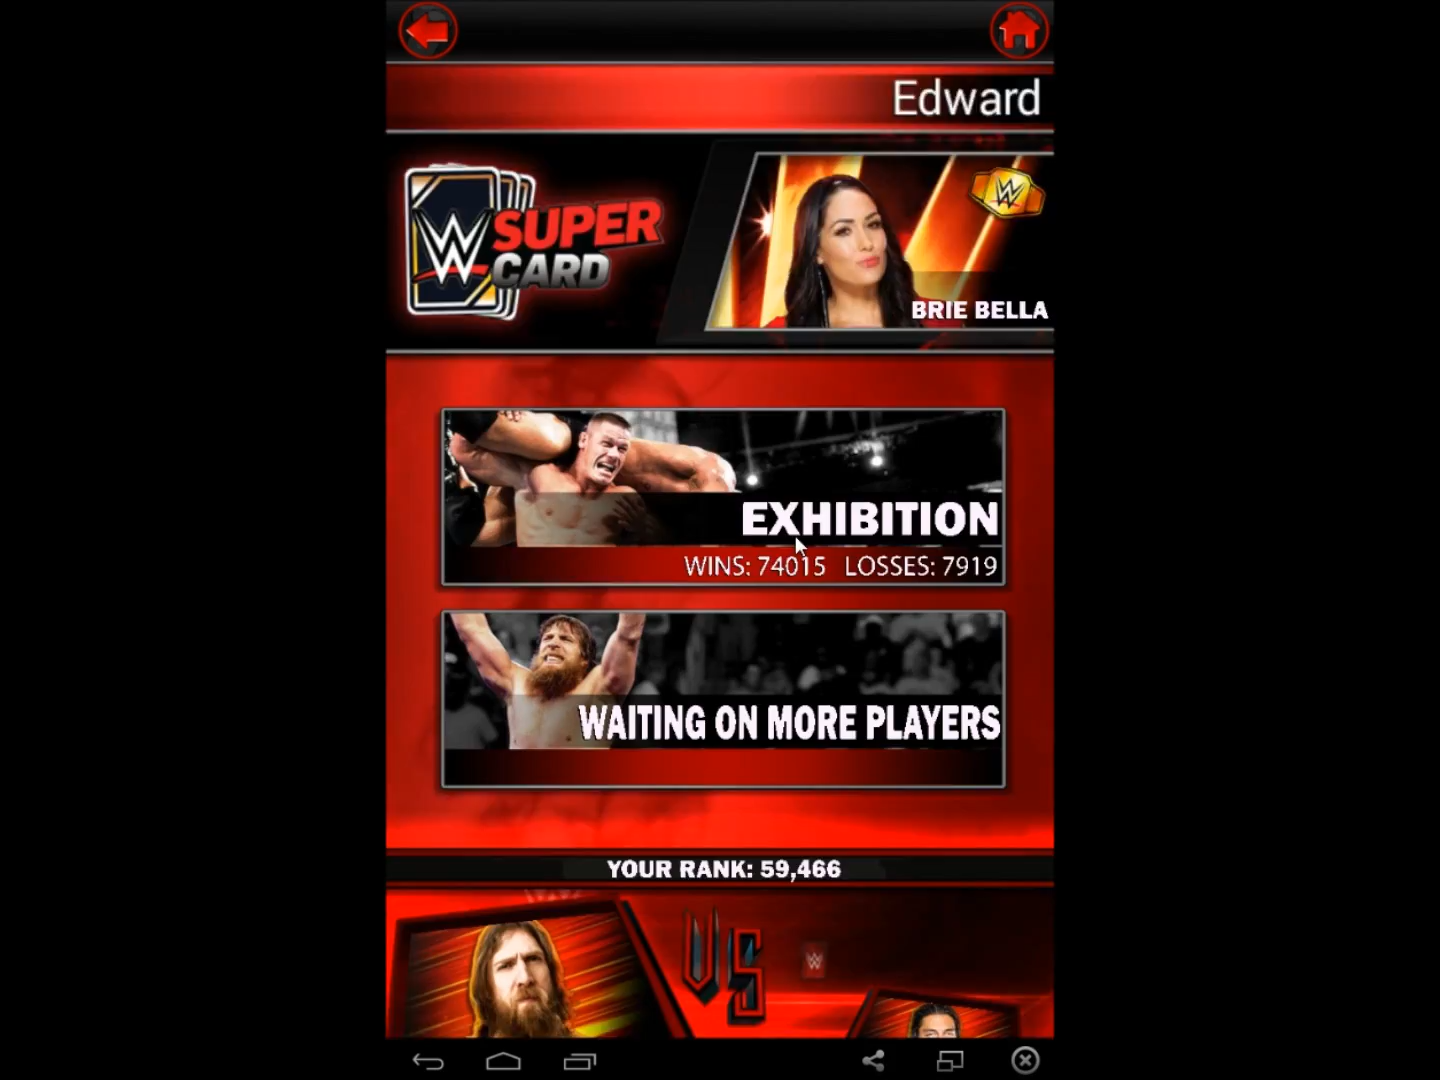 Edward
W SUPER
CARD
BRIE BELLA
EXHIBITION
WINS: 74015 LOSSES: 7919
WAITING ON MORE PLAYERS
YOUR RANK: 59,466
VS